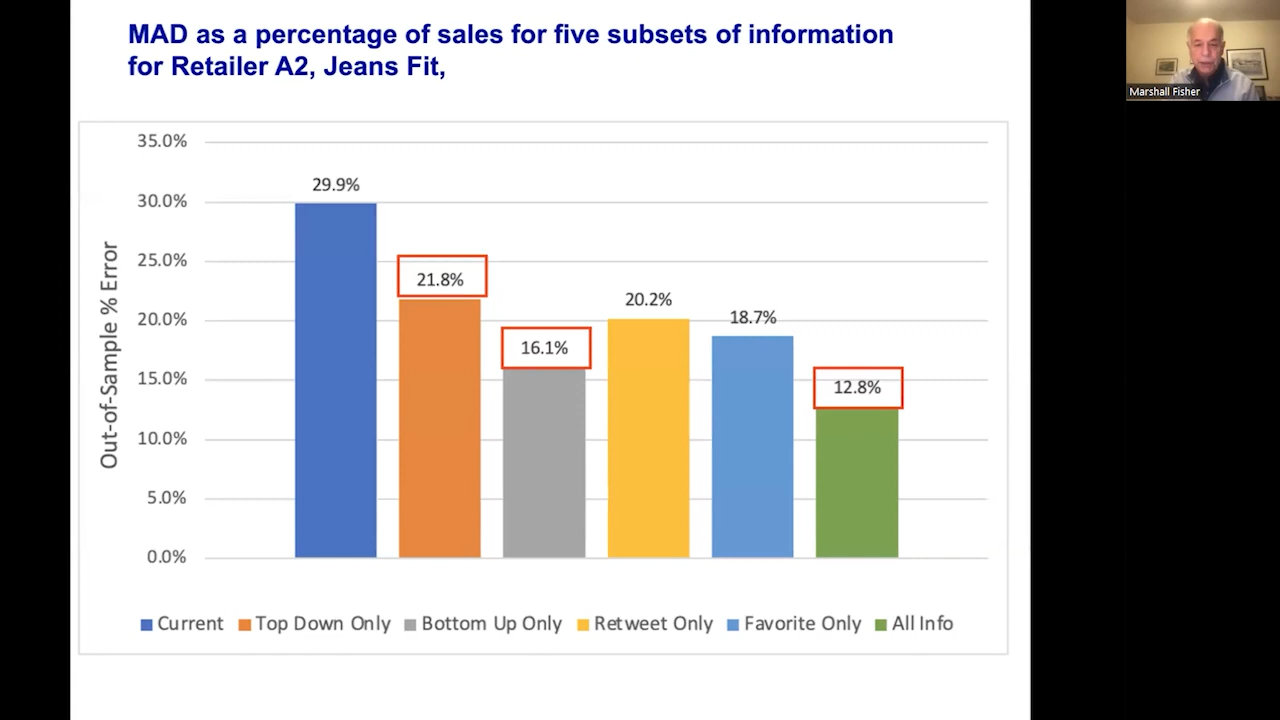 MAD as a percentage of sales for five subsets of information
for Retailer A2, Jeans Fit,
Marshall Fisher
Out-of-Sample % Error
35.0%
30.0%
25.0%
20.0%
15.0%
10.0%
5.0%
0.0%
29.9%
21.8%
16.1%
20.2%
18.7%
12.8%
Current Top Down Only Bottom Up Only Retweet Only Favorite Only All Info